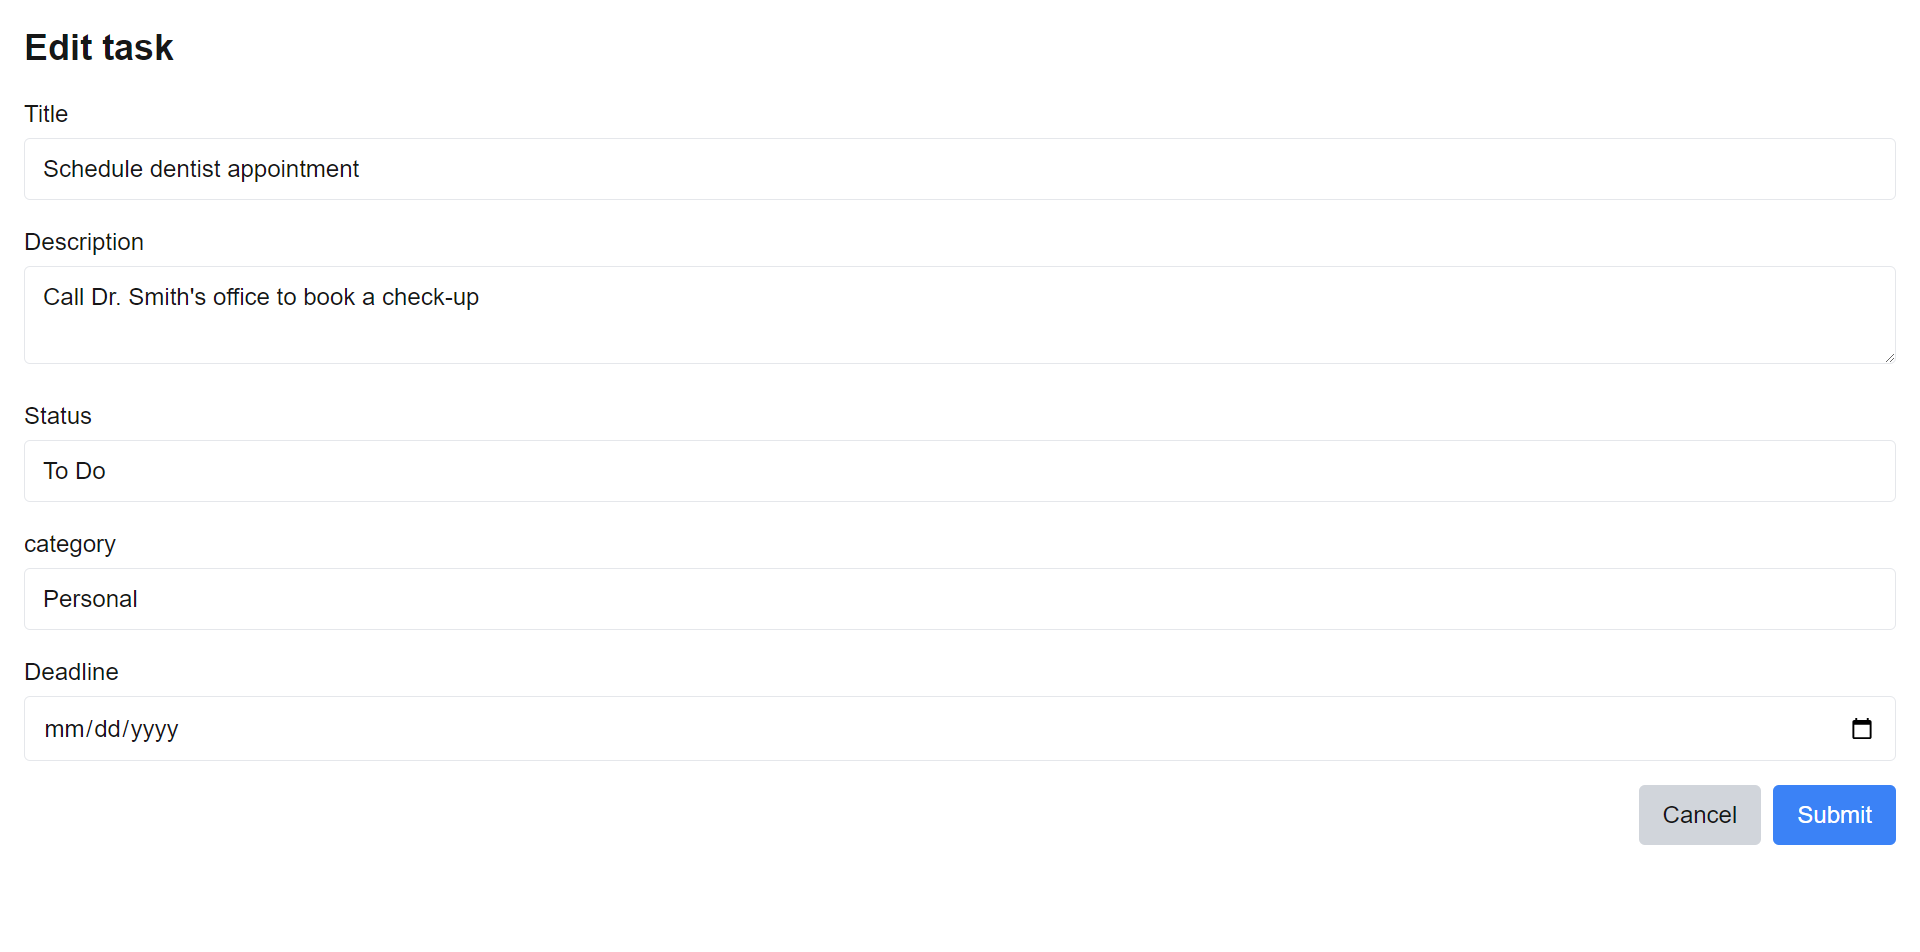 Edit task
Title
Schedule dentist appointment
Description
Call Dr. Smith's office to book a check-up
Status
To Do
category
Personal
Deadline
mm/dd/yyyy
Cancel
Submit